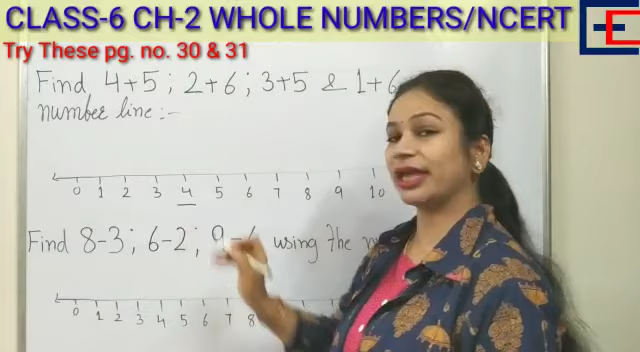 CLASS-6 CH-2 WHOLE NUMBERS/NCERT
Try These pg. no. 30 & 31
E
Find 4+5 ; 2+6 ; 3+5 & 1+6
number line :-
0 1 2 3 4 5 6 7 8 9 10
Find 8-3 ; 6-2 ; using the
0 1 2 3 4 5 6 7 8